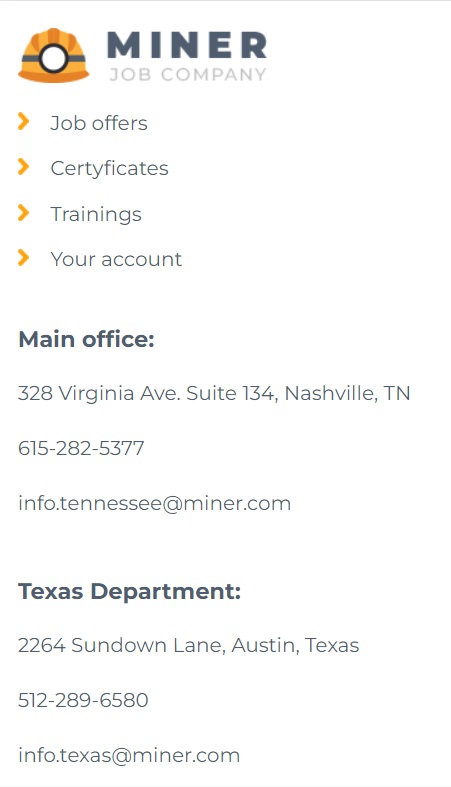 MINER
JOB COMPANY
Job offers
Certyficates
Trainings
Your account
Main office:
328 Virginia Ave. Suite 134, Nashville, TN
615-282-5377
info.tennessee@miner.com
Texas Department:
2264 Sundown Lane, Austin, Texas
512-289-6580
info.texas@miner.com